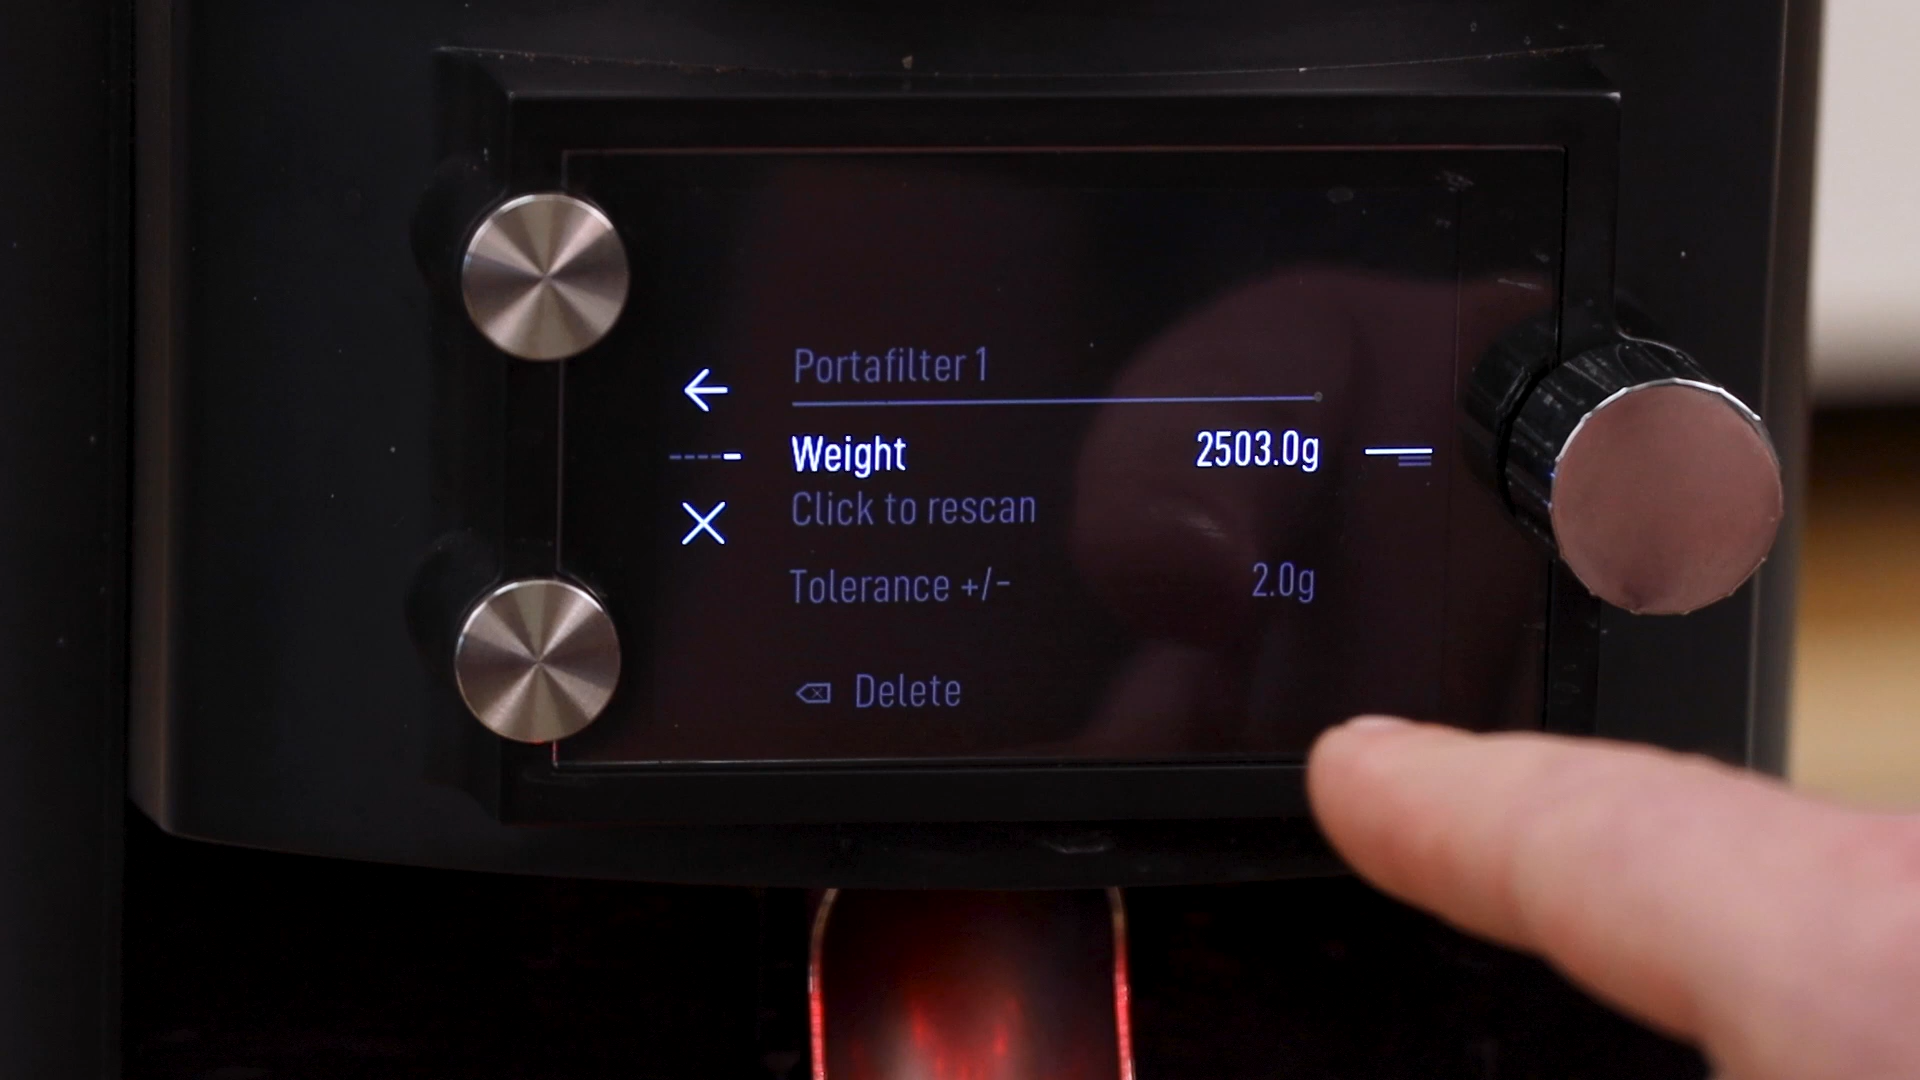 Portafilter 1
Weight 2503.0g
Click to rescan
Tolerance +/- 2.0g
Delete